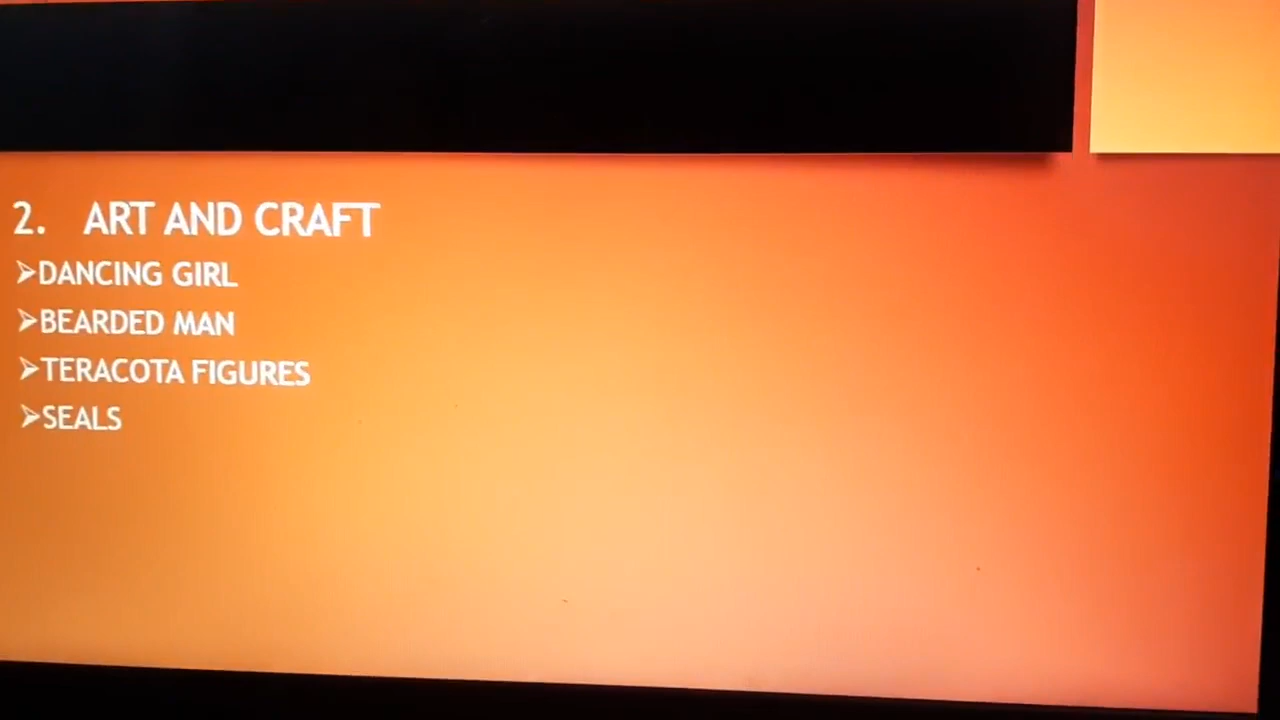 2. ART AND CRAFT
➢DANCING GIRL
➢BEARDED MAN
➢TERACOTA FIGURES
➢SEALS